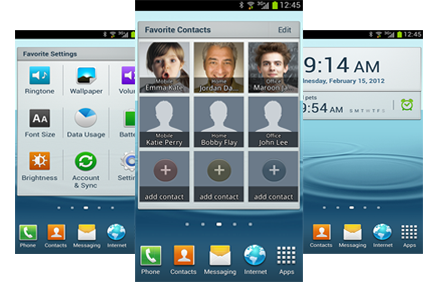 12:45
Favorite Settings
Ringtone Wallpaper Volu
Font Size Data Usage Batte
Brightness Account & Sync Settin
Phone Contacts Messaging Internet
12:45
Favorite Contacts Edit
Mobile Home Office
Emma Kate Jordan Da... Maroon Ja
Mobile Home Office
Katie Perry Bobby Flay John Lee
add contact add contact add contact
Phone Contacts Messaging Internet Apps
12:45
9:14 AM
dnesday, February 15, 2012
pets
9:54 AM S M T W T F S
Contacts Messaging Internet Apps